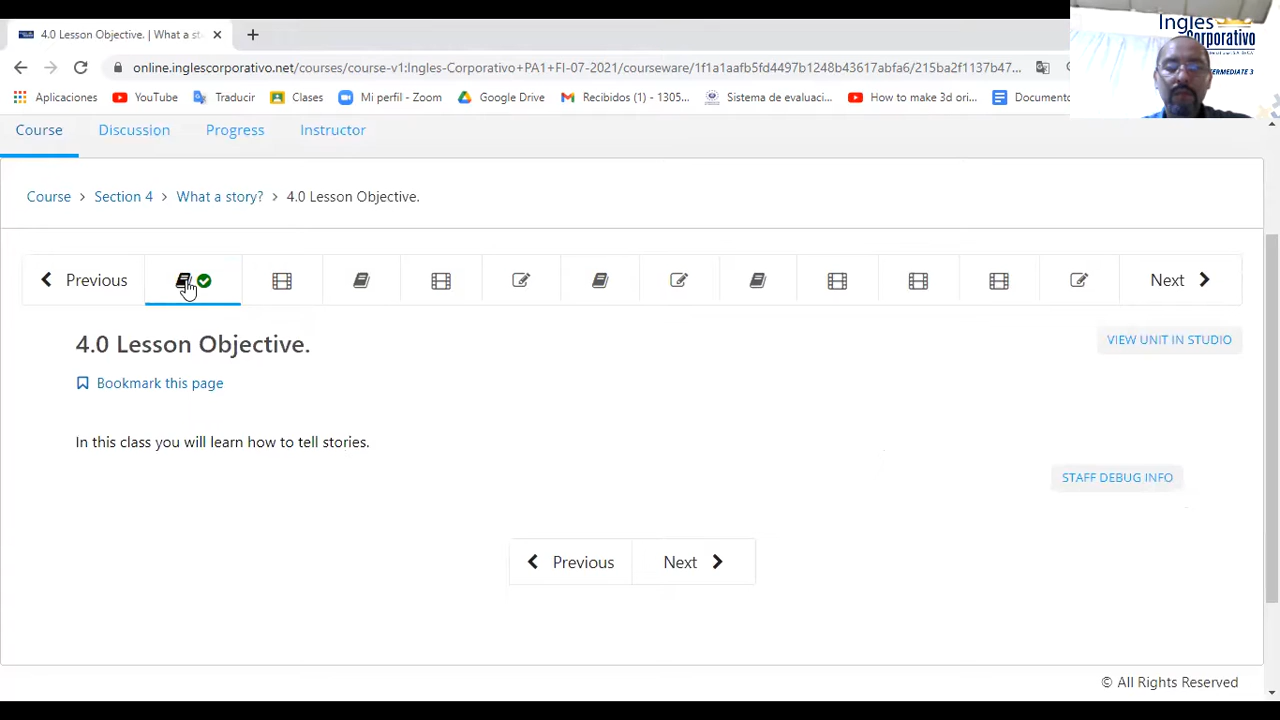 4.0 Lesson Objective. | What a st
online.inglescorporativo.net/courses/course-v1:Ingles-Corporativo+PA1+FI-07-2021/courseware/1f1a1aafb5fd4497b1248b43617abfa6/215ba2f1137b47...
Aplicaciones YouTube Traducir Clases Mi perfil - Zoom Google Drive Recibidos (1) - 1305... Sistema de evaluaci... How to make 3d ori... Documento
Ingles
Corporativo
INTERMEDIATE 3
Course Discussion Progress Instructor
Course > Section 4 > What a story? > 4.0 Lesson Objective.
Previous Next
4.0 Lesson Objective.
VIEW UNIT IN STUDIO
Bookmark this page
In this class you will learn how to tell stories.
STAFF DEBUG INFO
Previous Next
© All Rights Reserved